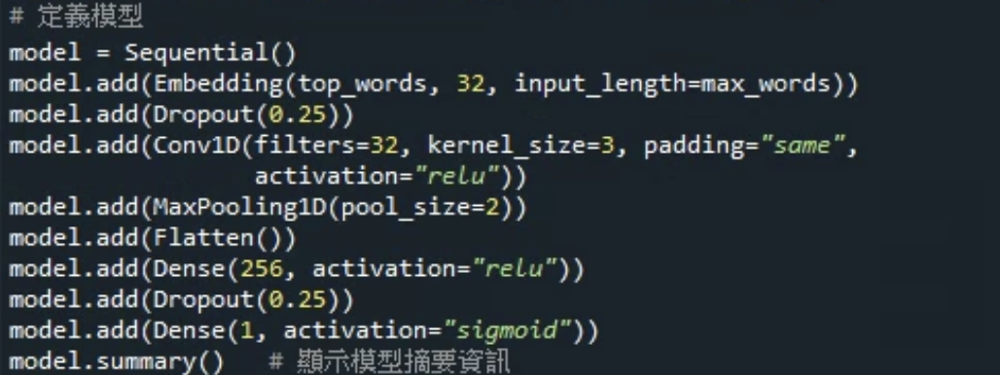 # 定義模型
model = Sequential()
model.add(Embedding(top_words, 32, input_length=max_words))
model.add(Dropout(0.25))
model.add(Conv1D(filters=32, kernel_size=3, padding="same",
                 activation="relu"))
model.add(MaxPooling1D(pool_size=2))
model.add(Flatten())
model.add(Dense(256, activation="relu"))
model.add(Dropout(0.25))
model.add(Dense(1, activation="sigmoid"))
model.summary()   # 顯示模型摘要資訊